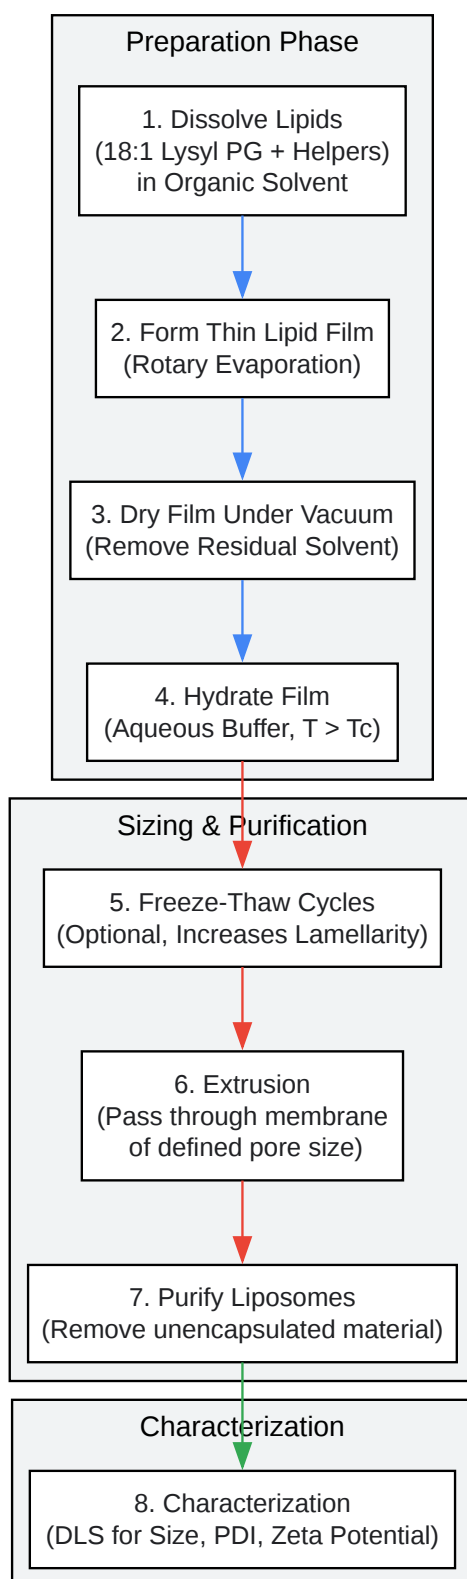 Preparation Phase
1. Dissolve Lipids
(18:1 Lysyl PG + Helpers)
in Organic Solvent
2. Form Thin Lipid Film
(Rotary Evaporation)
3. Dry Film Under Vacuum
(Remove Residual Solvent)
4. Hydrate Film
(Aqueous Buffer, T > Tc)
Sizing & Purification
5. Freeze-Thaw Cycles
(Optional, Increases Lamellarity)
6. Extrusion
(Pass through membrane
of defined pore size)
7. Purify Liposomes
(Remove unencapsulated material)
Characterization
8. Characterization
(DLS for Size, PDI, Zeta Potential)